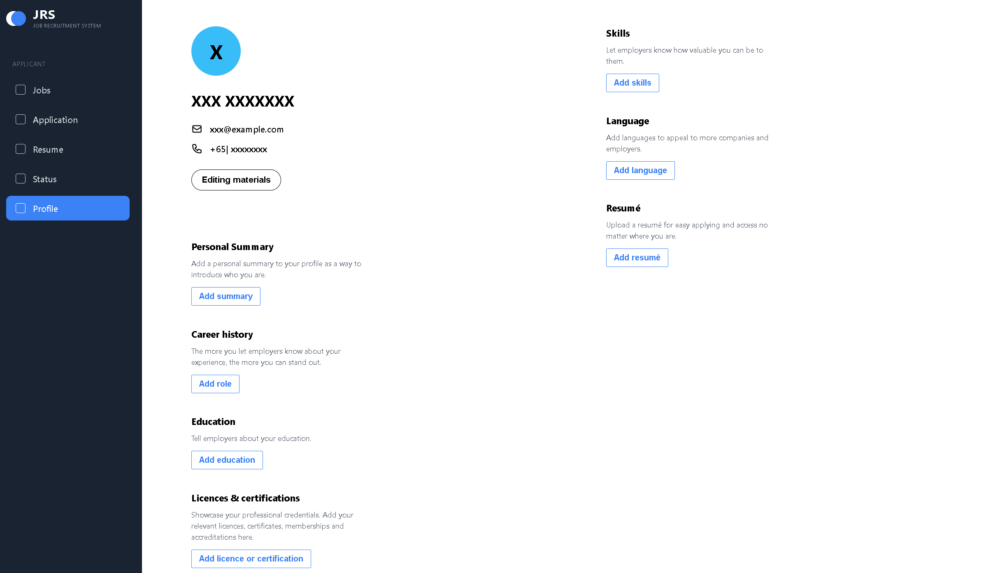 JRS
JOB RECRUITMENT SYSTEM
APPLICANT
Jobs
Application
Resume
Status
Profile
X
XXX XXXXXXX
xxx@example.com
+65| xxxxxxxx
Editing materials
Personal Summary
Add a personal summary to your profile as a way to
introduce who you are.
Add summary
Career history
The more you let employers know about your
experience, the more you can stand out.
Add role
Education
Tell employers about your education.
Add education
Licences & certifications
Showcase your professional credentials. Add your
relevant licences, certificates, memberships and
accreditations here.
Add licence or certification
Skills
Let employers know how valuable you can be to
them.
Add skills
Language
Add languages to appeal to more companies and
employers.
Add language
Resumé
Upload a resumé for easy applying and access no
matter where you are.
Add resumé